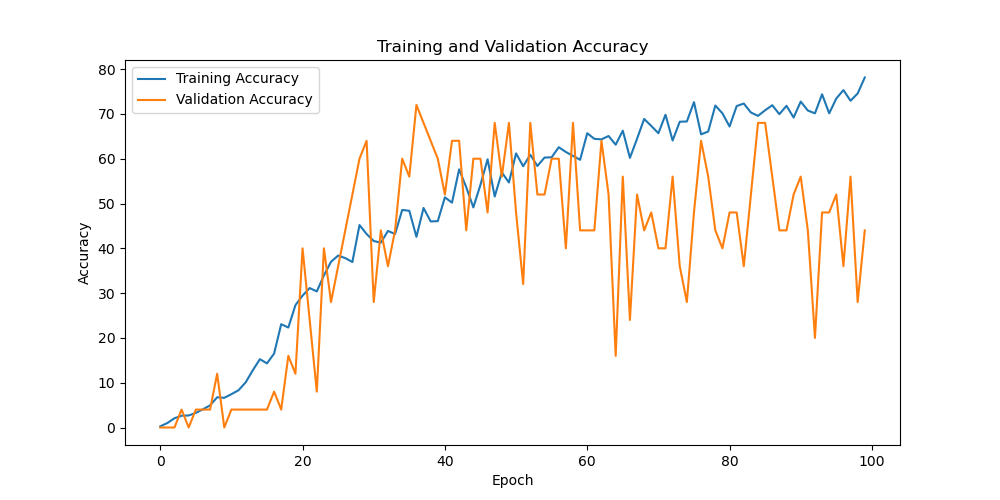 Training and Validation Accuracy
Training Accuracy
Validation Accuracy
80
70
60
50
40
30
20
10
0
Accuracy
0 20 40 60 80 100
Epoch